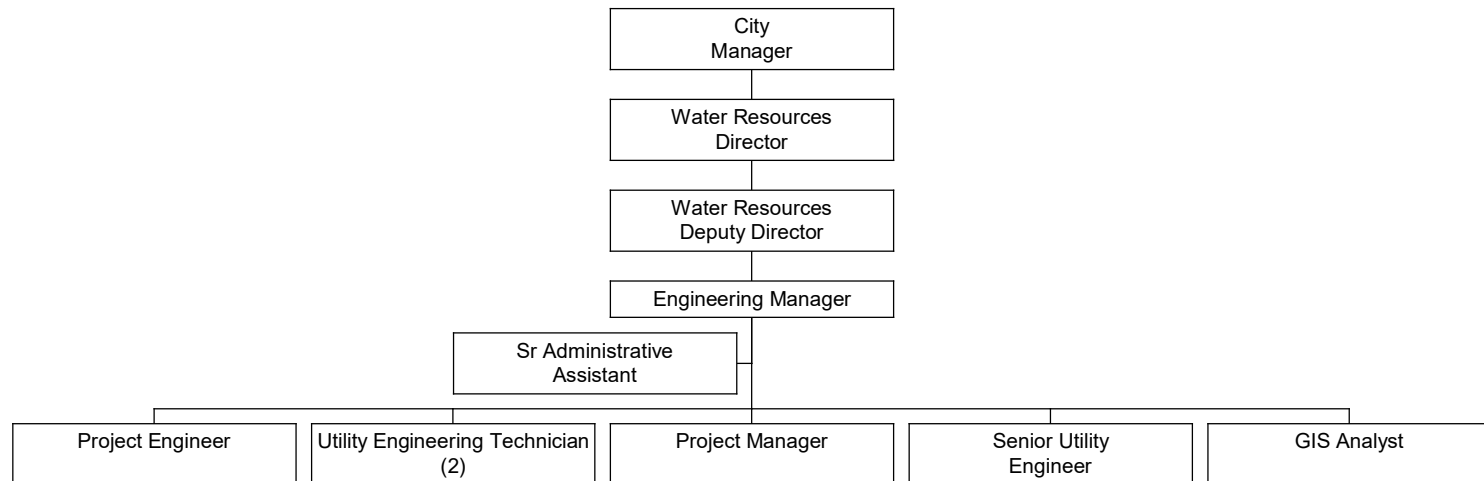 City
Manager
Water Resources
Director
Water Resources
Deputy Director
Engineering Manager
Sr Administrative
Assistant
Project Engineer
Utility Engineering Technician
(2)
Project Manager
Senior Utility
Engineer
GIS Analyst